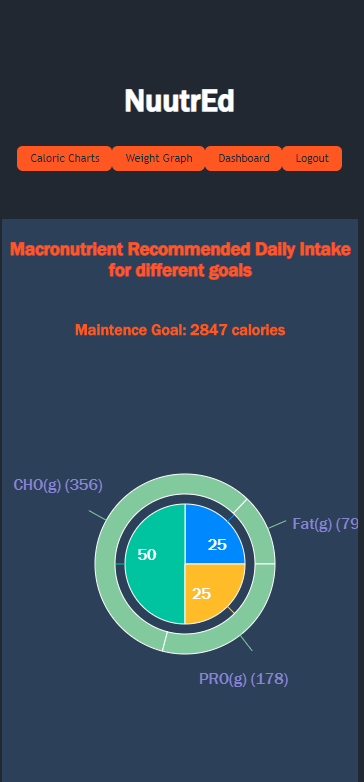 NuutrEd
Caloric Charts Weight Graph Dashboard Logout
Macronutrient Recommended Daily Intake
for different goals
Maintence Goal: 2847 calories
CHO(g) (356)
Fat(g) (79
50
25
25
PRO(g) (178)